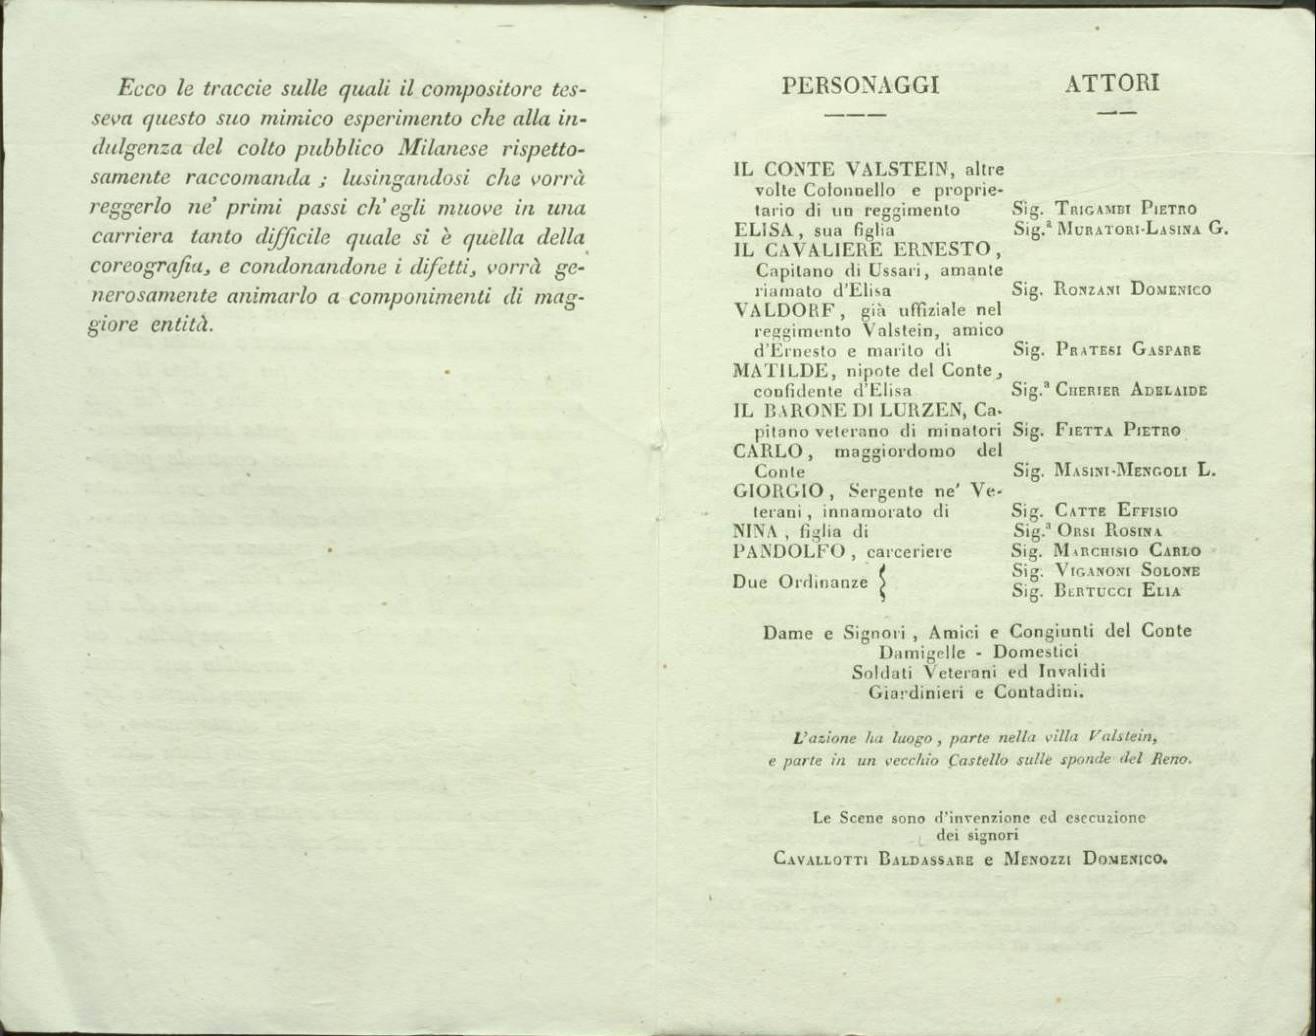 Ecco le traccie sulle quali il compositore tes-
seva questo suo mimico esperimento che alla in-
dulgenza del colto pubblico Milanese rispetto-
samente raccomanda ; lusingandosi che vorrà
reggerlo ne' primi passi ch' egli muove in una
carriera tanto difficile quale si è quella della
coreografia, e condonandone i difetti, vorrà ge-
nerosamente animarlo a componimenti di mag-
giore entità.
PERSONAGGI ATTORI
IL CONTE VALSTEIN, altre
volte Colonnello e proprie-
tario di un reggimento Sig. TRIGAMBI PIETRO
ELISA, sua figlia Sig.ª MURATORI-LASINA G.
IL CAVALIERE ERNESTO,
Capitano di Ussari, amante
riamato d'Elisa Sig. RONZANI DOMENICO
VALDORF, già uffiziale nel
reggimento Valstein, amico
d'Ernesto e marito di Sig. PRATESI GASPARE
MATILDE, nipote del Conte,
confidente d'Elisa Sig.ª CHERIER ADELAIDE
IL BARONE DI LURZEN, Ca-
pitano veterano di minatori Sig. FIETTA PIETRO
CARLO, maggiordomo del
Conte Sig. MASINI-MENGOLI L.
GIORGIO, Sergente ne' Ve-
terani, innamorato di Sig. CATTE EFFISIO
NINA, figlia di Sig.ª ORSI ROSINA
PANDOLFO, carceriere Sig. MARCHISIO CARLO
Due Ordinanze { Sig. VIGANONI SOLONE
Sig. BERTUCCI ELIA
Dame e Signori, Amici e Congiunti del Conte
Damigelle - Domestici
Soldati Veterani ed Invalidi
Giardinieri e Contadini.
L'azione ha luogo, parte nella villa Valstein,
e parte in un vecchio Castello sulle sponde del Reno.
Le Scene sono d'invenzione ed esecuzione
dei signori
CAVALLOTTI BALDASSARE e MENOZZI DOMENICO.